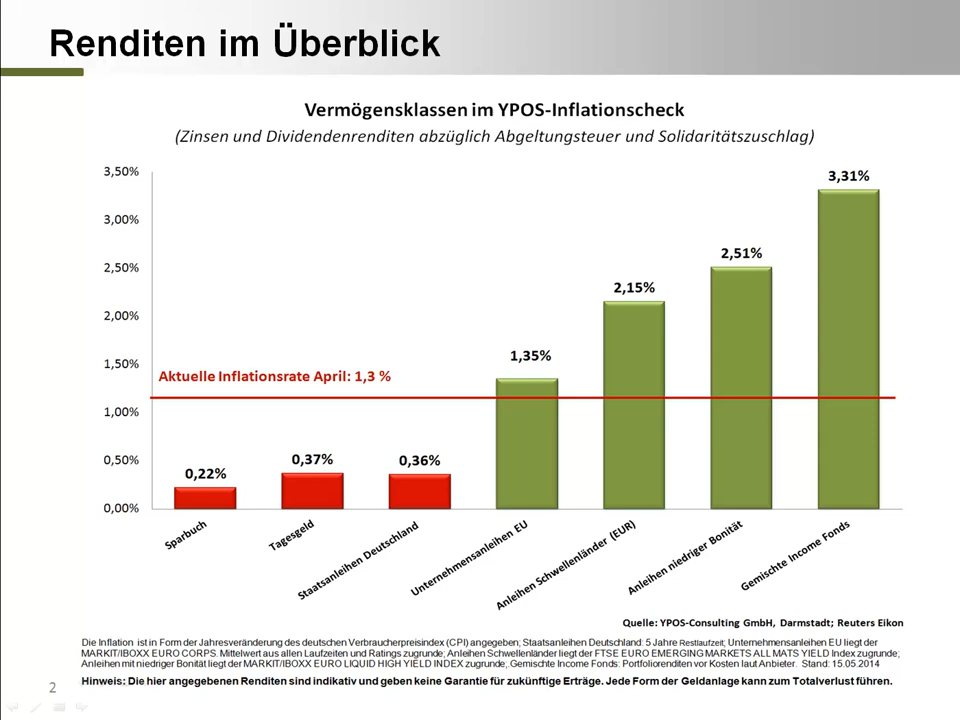 Renditen im Überblick
Vermögensklassen im YPOS-Inflationscheck
(Zinsen und Dividendenrenditen abzüglich Abgeltungsteuer und Solidaritätszuschlag)
3,50%
3,00%
2,50%
2,00%
1,50%
1,00%
0,50%
0,00%
Aktuelle Inflationsrate April: 1,3 %
0,22%
0,37%
0,36%
1,35%
2,15%
2,51%
3,31%
Sparbuch
Tagesgeld
Staatsanleihen Deutschland
Unternehmensanleihen EU
Anleihen Schwellenländer (EUR)
Anleihen niedriger Bonität
Gemischte Income Fonds
Quelle: YPOS-Consulting GmbH, Darmstadt; Reuters Eikon
Die Inflation ist in Form der Jahresveränderung des deutschen Verbraucherpreisindex (CPI) angegeben; Staatsanleihen Deutschland: 5 Jahre Restlaufzeit; Unternehmensanleihen EU liegt der
MARKIT/IBOXX EURO CORPS. Mittelwert aus allen Laufzeiten und Ratings zugrunde; Anleihen Schwellenländer liegt der FTSE EURO EMERGING MARKETS ALL MATS YIELD Index zugrunde;
Anleihen mit niedriger Bonität liegt der MARKIT/IBOXX EURO LIQUID HIGH YIELD INDEX zugrunde; Gemischte Income Fonds: Portfoliorenditen vor Kosten laut Anbieter. Stand: 15.05.2014
Hinweis: Die hier angegebenen Renditen sind indikativ und geben keine Garantie für zukünftige Erträge. Jede Form der Geldanlage kann zum Totalverlust führen.
2